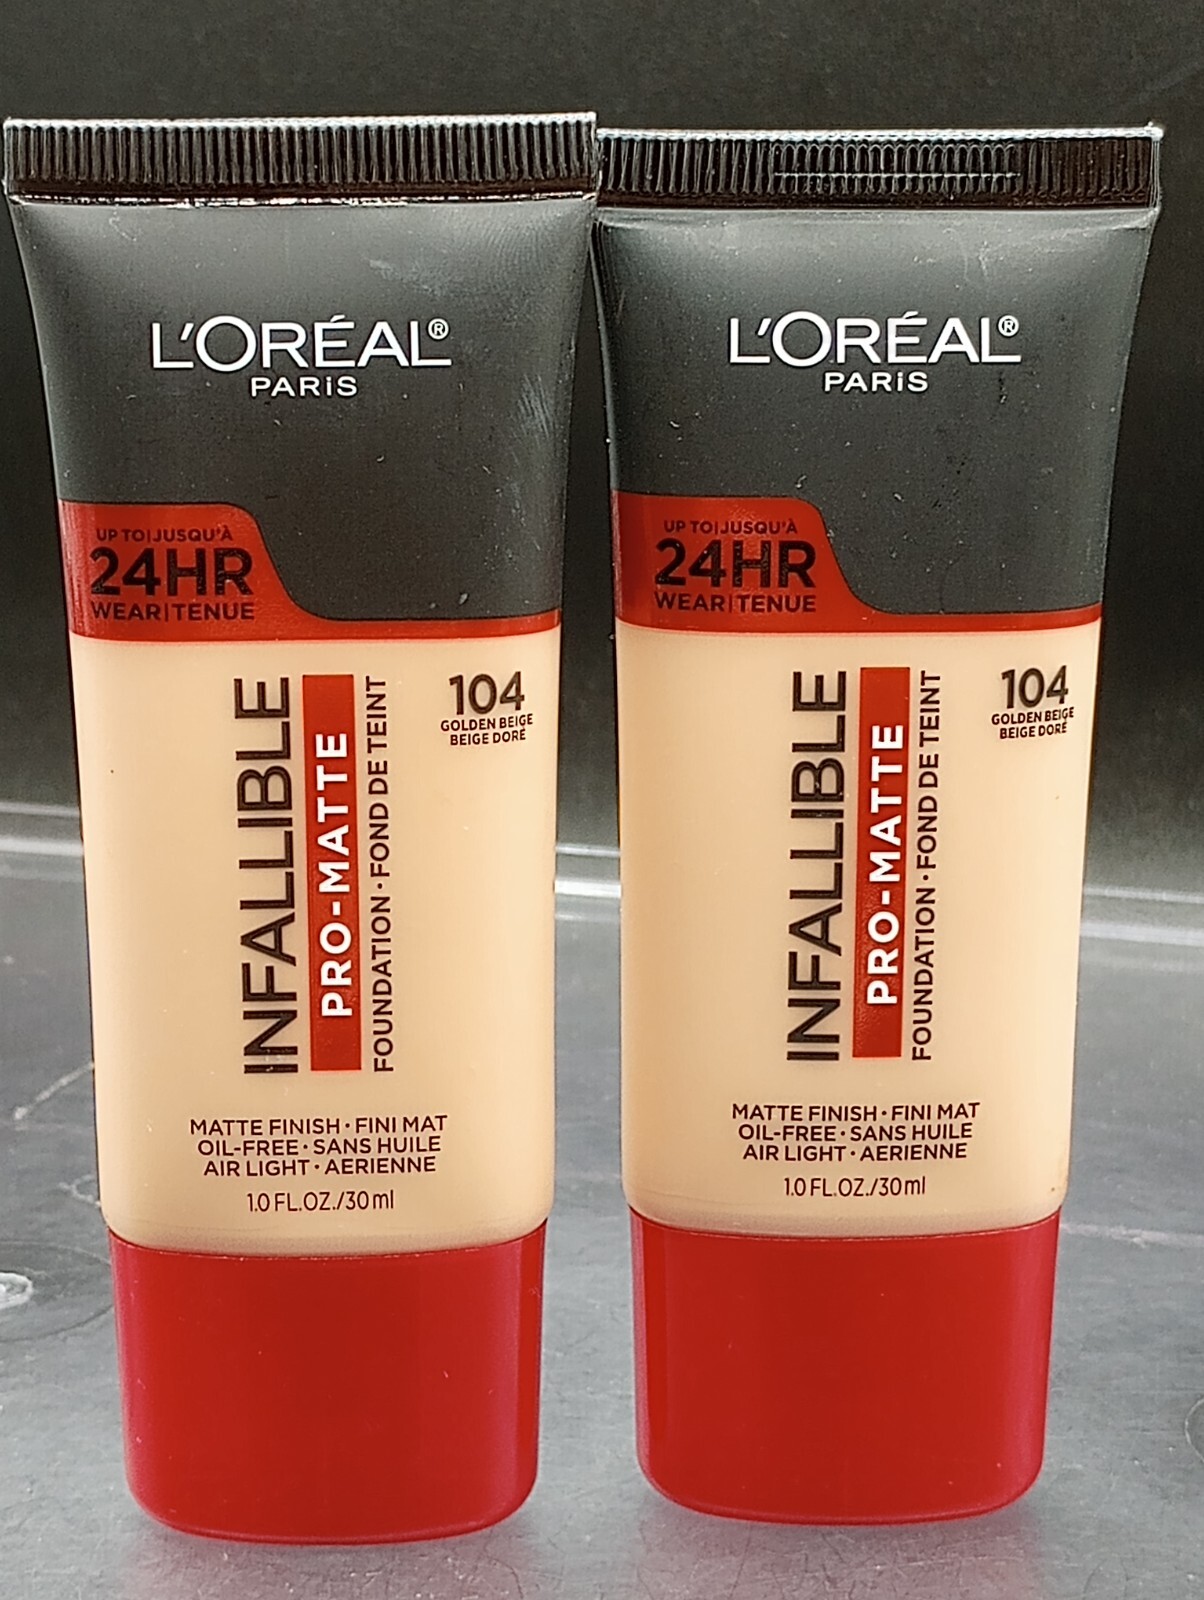 L'ORÉAL®
PARiS
UP TO|JUSQU'À
24HR
WEAR|TENUE
104
GOLDEN BEIGE
BEIGE DORÉ
INFALLIBLE
PRO-MATTE
FOUNDATION · FOND DE TEINT
MATTE FINISH · FINI MAT
OIL-FREE · SANS HUILE
AIR LIGHT · AERIENNE
1.0 FL.OZ./30ml
L'ORÉAL®
PARiS
UP TO|JUSQU'À
24HR
WEAR|TENUE
104
GOLDEN BEIGE
BEIGE DORÉ
INFALLIBLE
PRO-MATTE
FOUNDATION · FOND DE TEINT
MATTE FINISH · FINI MAT
OIL-FREE · SANS HUILE
AIR LIGHT · AERIENNE
1.0 FL.OZ./30ml